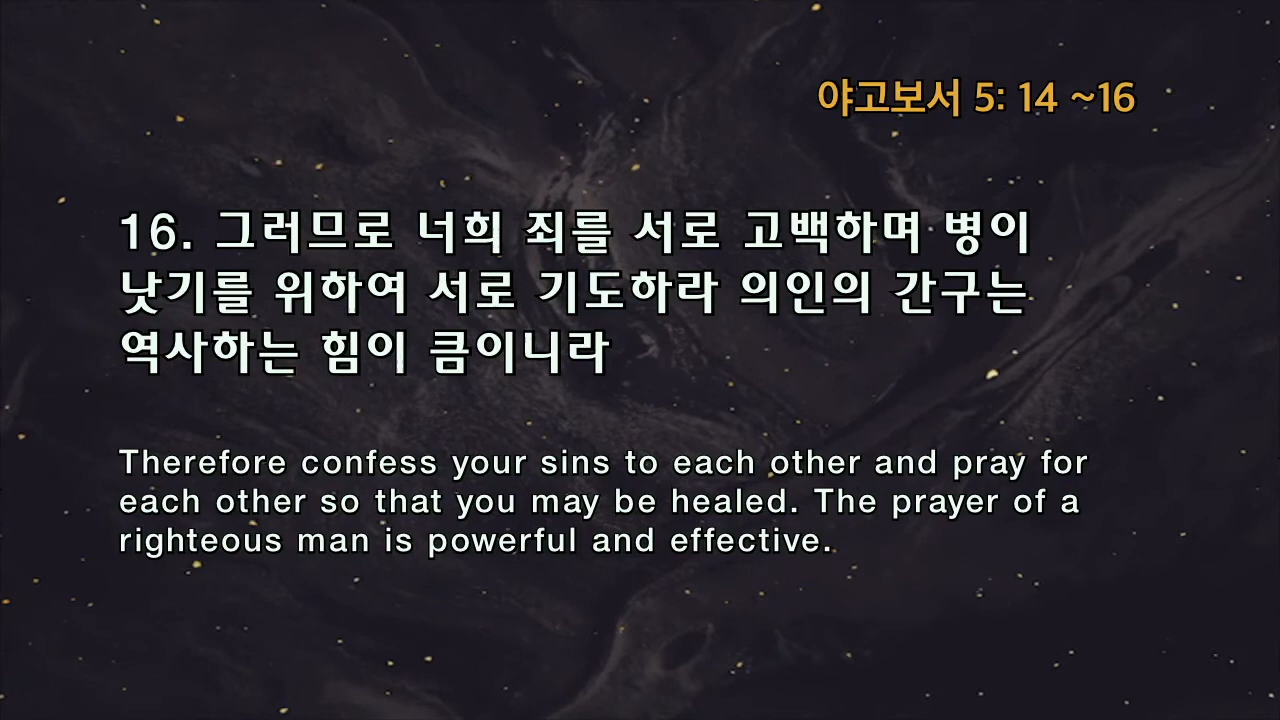 야고보서 5: 14 ~16
16. 그러므로 너희 죄를 서로 고백하며 병이
낫기를 위하여 서로 기도하라 의인의 간구는
역사하는 힘이 큼이니라
Therefore confess your sins to each other and pray for
each other so that you may be healed. The prayer of a
righteous man is powerful and effective.